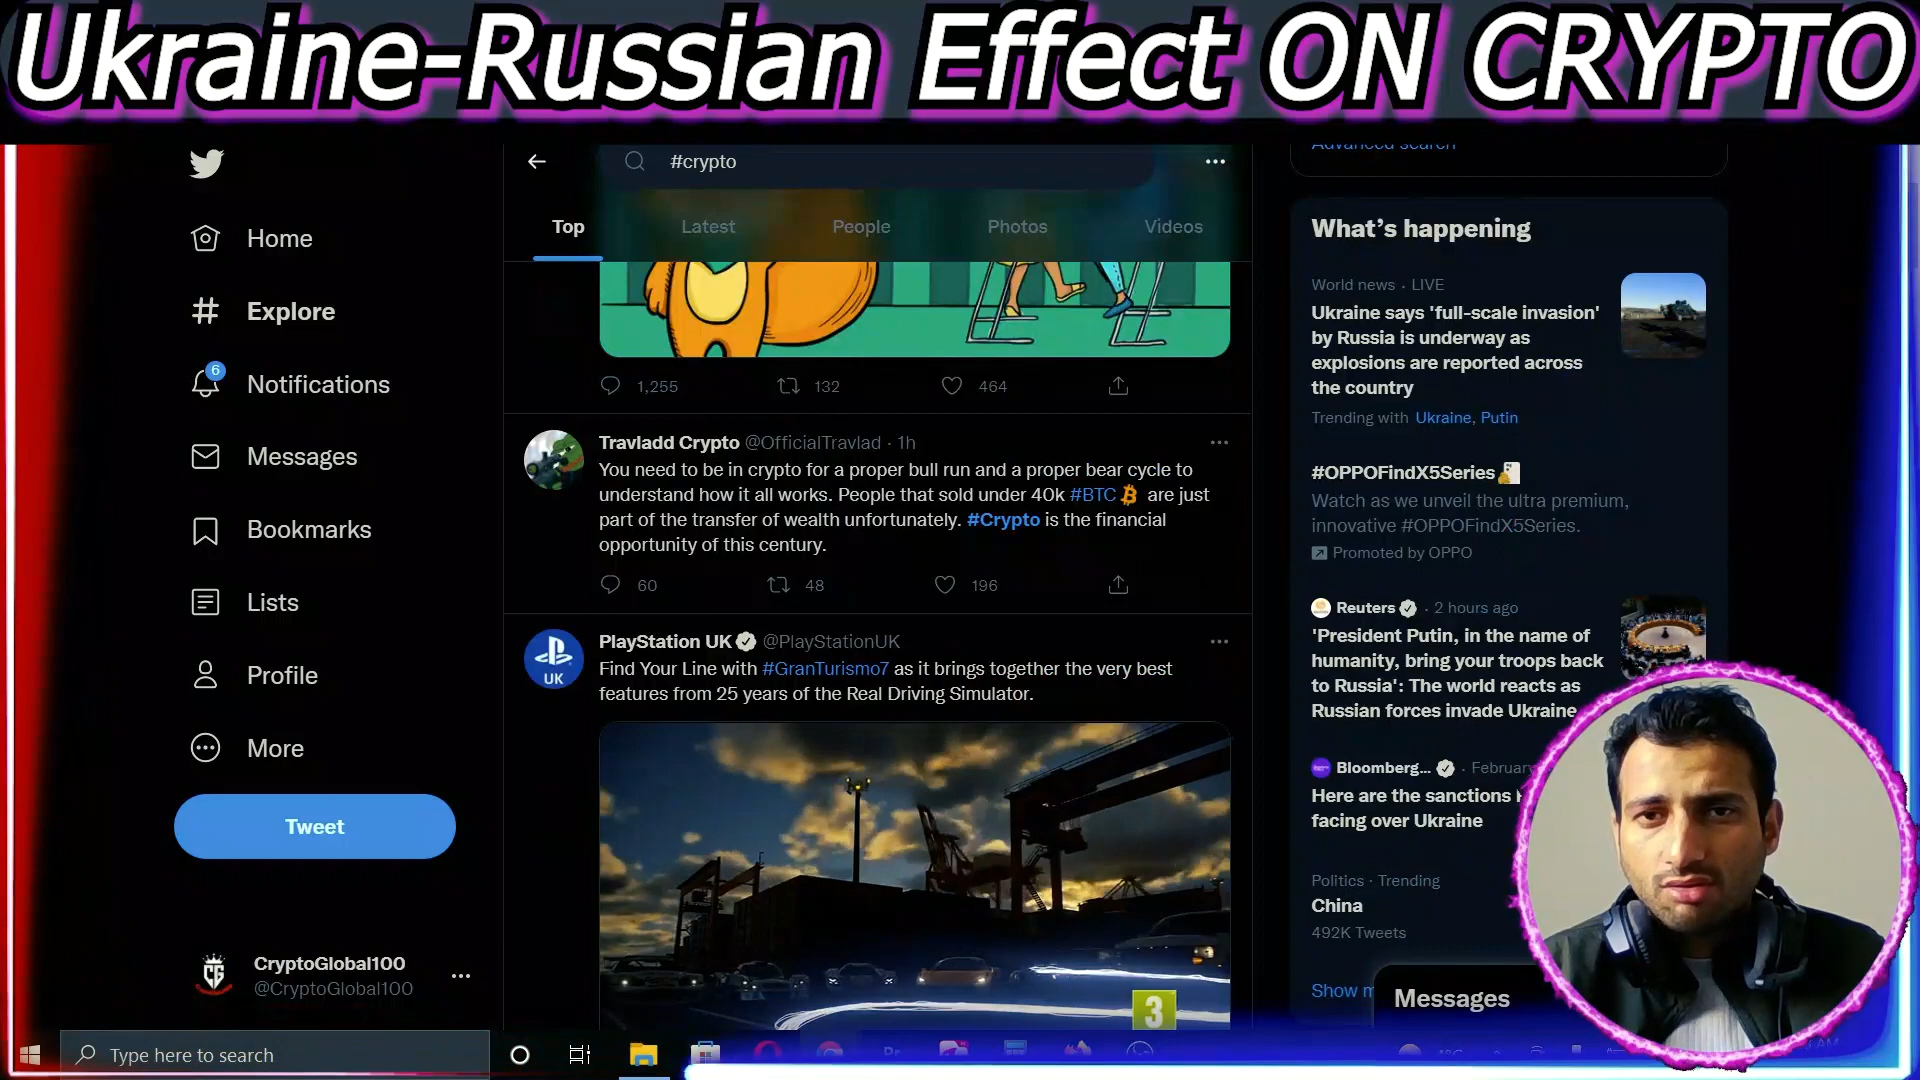 Ukraine-Russian Effect ON CRYPTO
#crypto
Top
Latest
People
Photos
Videos
Home
Explore
6
Notifications
Messages
Bookmarks
Lists
Profile
More
Tweet
CryptoGlobal100
@CryptoGlobal100
1,255
132
464
Travladd Crypto @OfficialTravlad · 1h
You need to be in crypto for a proper bull run and a proper bear cycle to
understand how it all works. People that sold under 40k #BTC are just
part of the transfer of wealth unfortunately. #Crypto is the financial
opportunity of this century.
60
48
196
PlayStation UK @PlayStationUK
UK
Find Your Line with #GranTurismo7 as it brings together the very best
features from 25 years of the Real Driving Simulator.
3
Advanced search
What's happening
World news · LIVE
Ukraine says 'full-scale invasion'
by Russia is underway as
explosions are reported across
the country
Trending with Ukraine, Putin
#OPPOFindX5Series
Watch as we unveil the ultra premium,
innovative #OPPOFindX5Series.
Promoted by OPPO
Reuters · 2 hours ago
'President Putin, in the name of
humanity, bring your troops back
to Russia': The world reacts as
Russian forces invade Ukraine
Bloomberg... · February
Here are the sanctions
facing over Ukraine
Politics · Trending
China
492K Tweets
Show
Messages
Type here to search